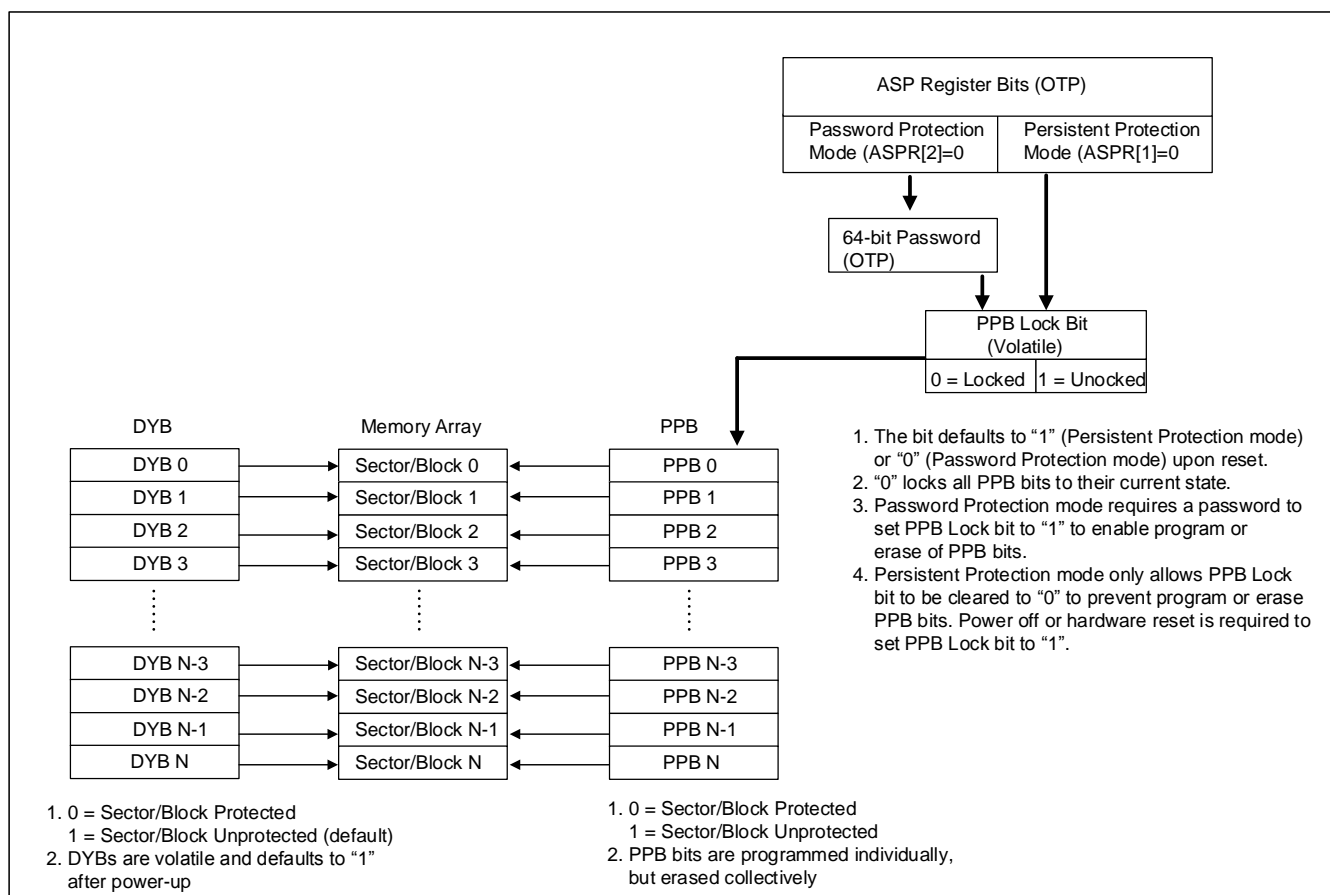 ASP Register Bits (OTP)
Password Protection
Mode (ASPR[2]=0
Persistent Protection
Mode (ASPR[1]=0
64-bit Password
(OTP)
PPB Lock Bit
(Volatile)
0 = Locked
1 = Unocked
1. The bit defaults to “1” (Persistent Protection mode)
or “0” (Password Protection mode) upon reset.
2. “0” locks all PPB bits to their current state.
3. Password Protection mode requires a password to
set PPB Lock bit to “1” to enable program or
erase of PPB bits.
4. Persistent Protection mode only allows PPB Lock
bit to be cleared to “0” to prevent program or erase
PPB bits. Power off or hardware reset is required to
set PPB Lock bit to “1”.
DYB
Memory Array
PPB
DYB 0
Sector/Block 0
PPB 0
DYB 1
Sector/Block 1
PPB 1
DYB 2
Sector/Block 2
PPB 2
DYB 3
Sector/Block 3
PPB 3
DYB N-3
Sector/Block N-3
PPB N-3
DYB N-2
Sector/Block N-2
PPB N-2
DYB N-1
Sector/Block N-1
PPB N-1
DYB N
Sector/Block N
PPB N
1. 0 = Sector/Block Protected
1 = Sector/Block Unprotected (default)
2. DYBs are volatile and defaults to “1”
after power-up
1. 0 = Sector/Block Protected
1 = Sector/Block Unprotected
2. PPB bits are programmed individually,
but erased collectively